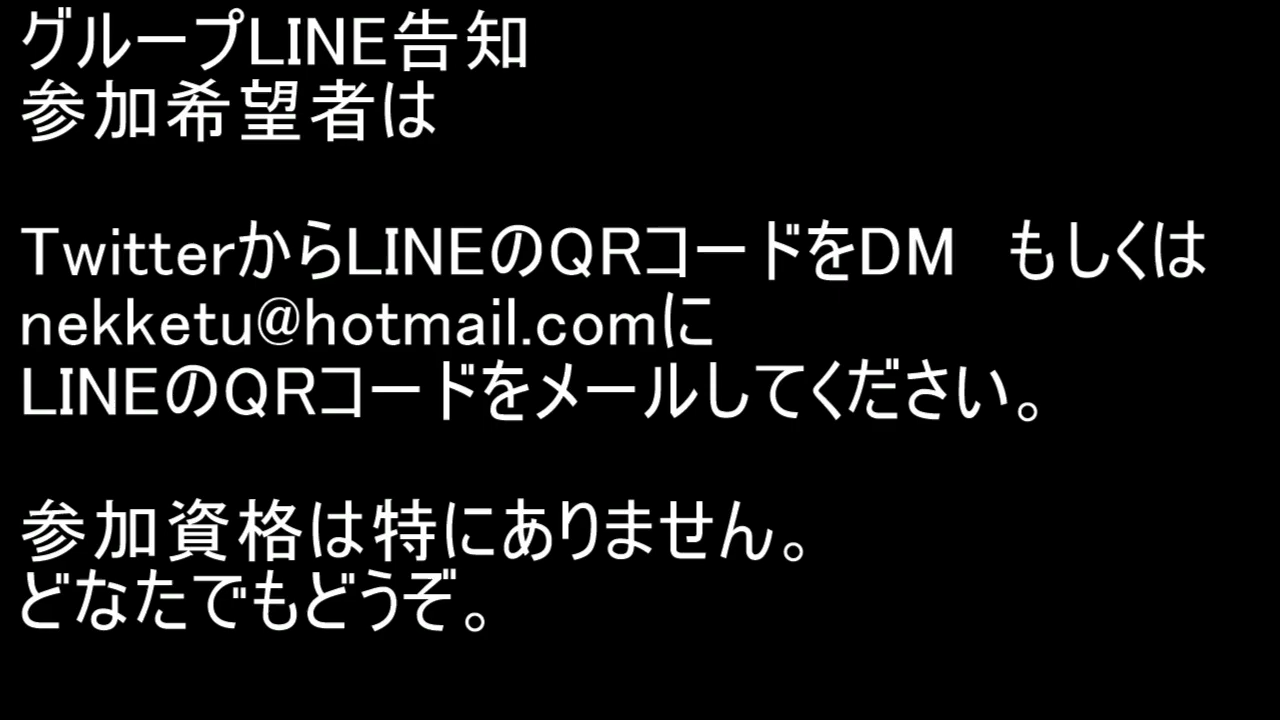 グループLINE告知
参加希望者は
TwitterからLINEのQRコードをDM　もしくは
nekketu@hotmail.comに
LINEのQRコードをメールしてください。
参加資格は特にありません。
どなたでもどうぞ。